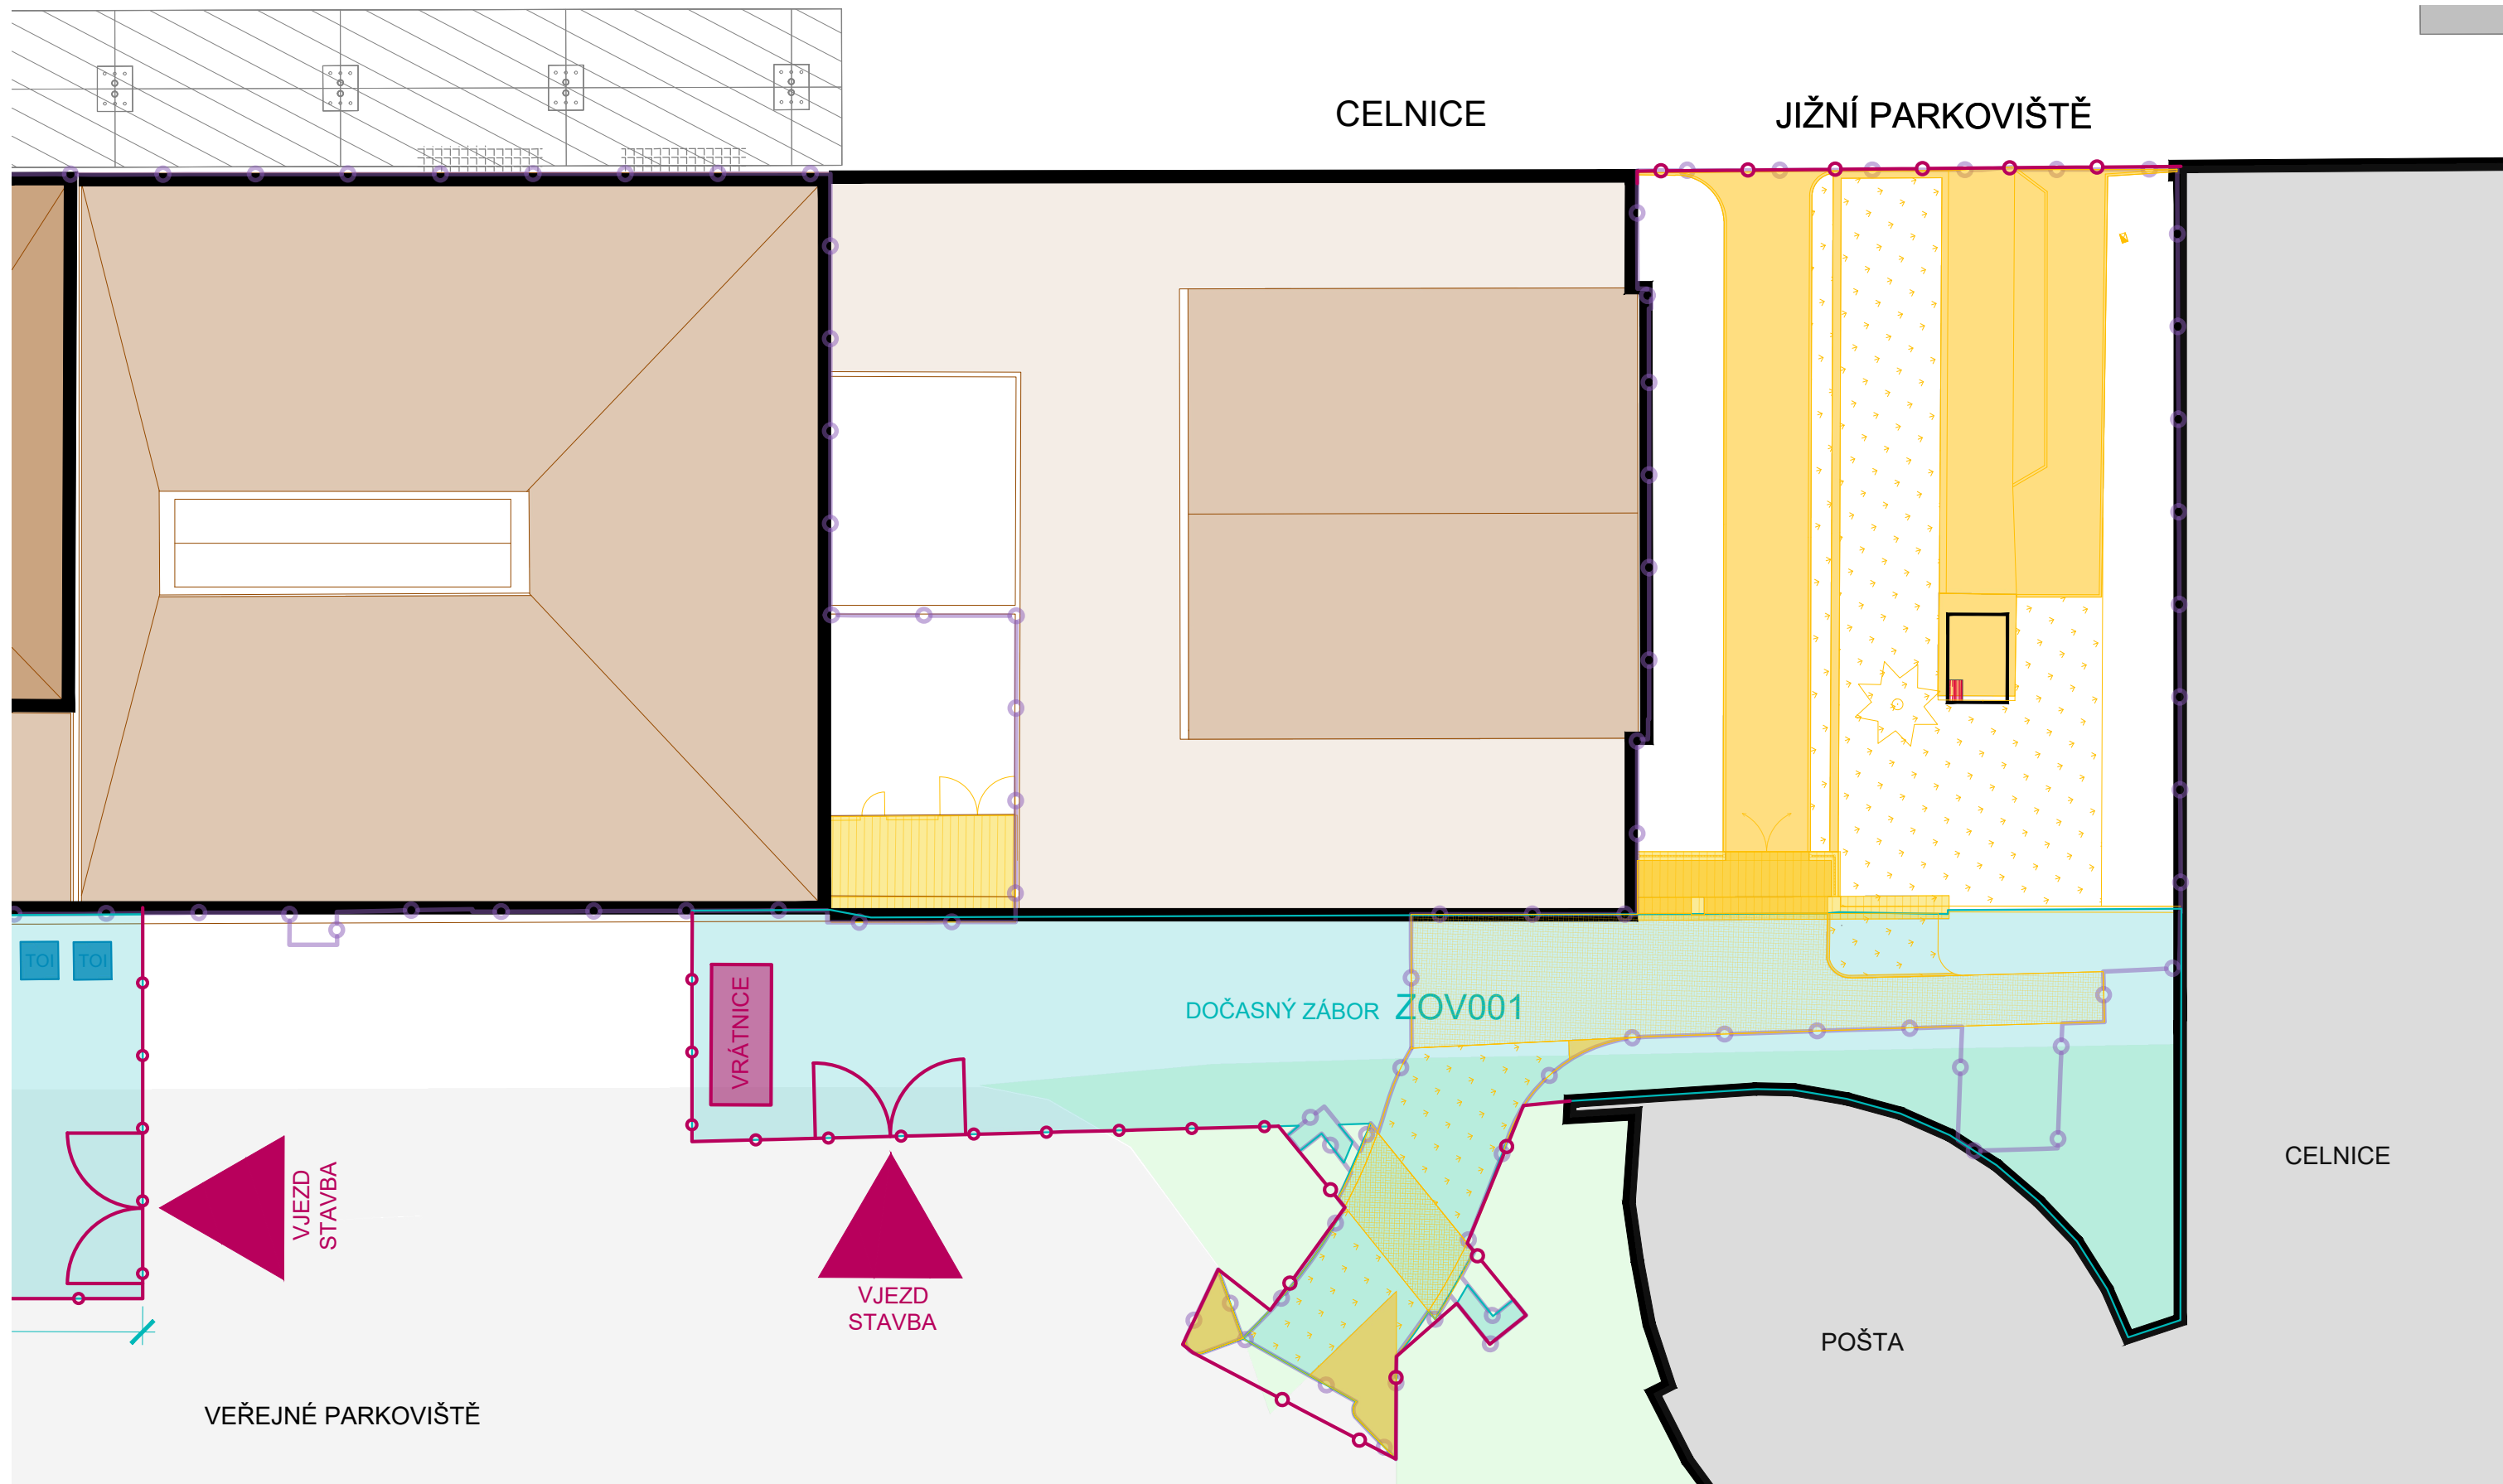 CELNICE
JIŽNÍ PARKOVIŠTĚ
TOI
TOI
VRÁTNICE
DOČASNÝ ZÁBOR ZOV001
VJEZD
STAVBA
VJEZD
STAVBA
CELNICE
POŠTA
VEŘEJNÉ PARKOVIŠTĚ